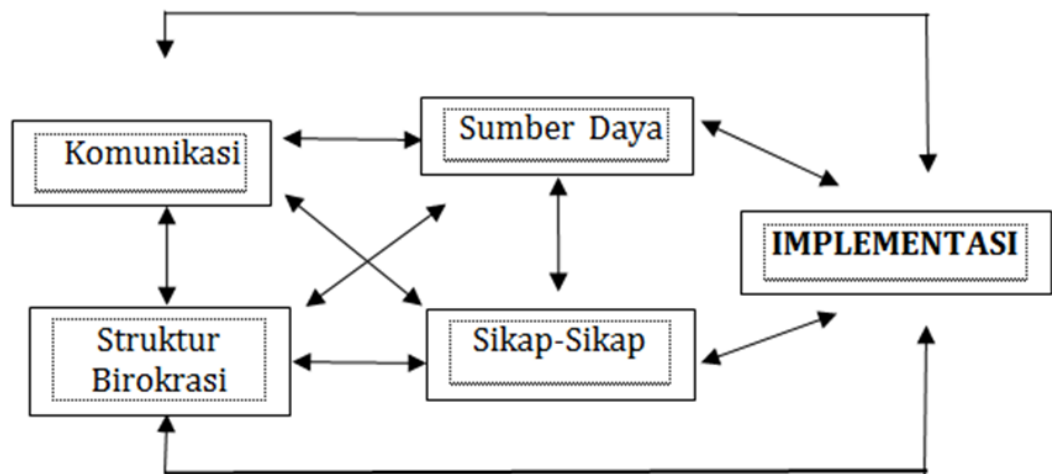 Komunikasi
Sumber Daya
IMPLEMENTASI
Struktur
Birokrasi
Sikap-Sikap